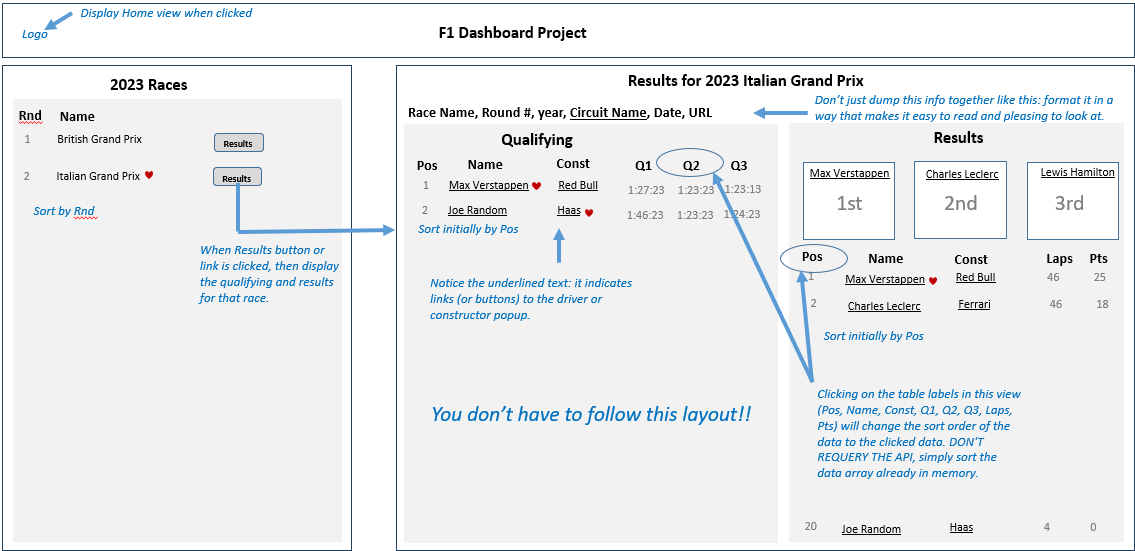 Display Home view when clicked
Logo
F1 Dashboard Project
2023 Races
Rnd Name
1 British Grand Prix Results
2 Italian Grand Prix Results
Sort by Rnd
When Results button or
link is clicked, then display
the qualifying and results
for that race.
Results for 2023 Italian Grand Prix
Race Name, Round #, year, Circuit Name, Date, URL
Don't just dump this info together like this: format it in a
way that makes it easy to read and pleasing to look at.
Qualifying
Pos Name Const Q1 Q2 Q3
1 Max Verstappen Red Bull 1:27:23 1:23:23 1:23:13
2 Joe Random Haas 1:46:23 1:23:23 1:24:23
Sort initially by Pos
Notice the underlined text: it indicates
links (or buttons) to the driver or
constructor popup.
You don't have to follow this layout!!
Results
Max Verstappen Charles Leclerc Lewis Hamilton
1st 2nd 3rd
Pos Name Const Laps Pts
1 Max Verstappen Red Bull 46 25
2 Charles Leclerc Ferrari 46 18
Sort initially by Pos
Clicking on the table labels in this view
(Pos, Name, Const, Q1, Q2, Q3, Laps,
Pts) will change the sort order of the
data to the clicked data. DON'T
REQUERY THE API, simply sort the
data array already in memory.
20 Joe Random Haas 4 0